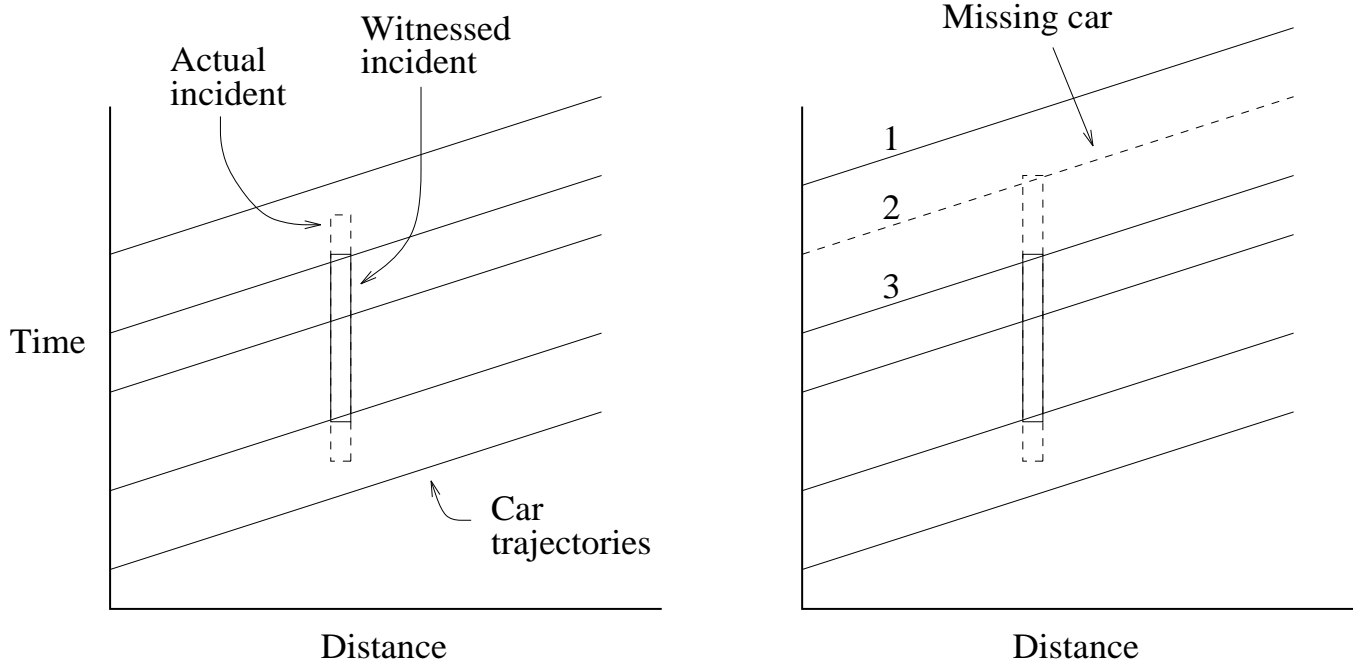 Actual
incident
Witnessed
incident
Time
Car
trajectories
Distance
Missing car
1
2
3
Distance